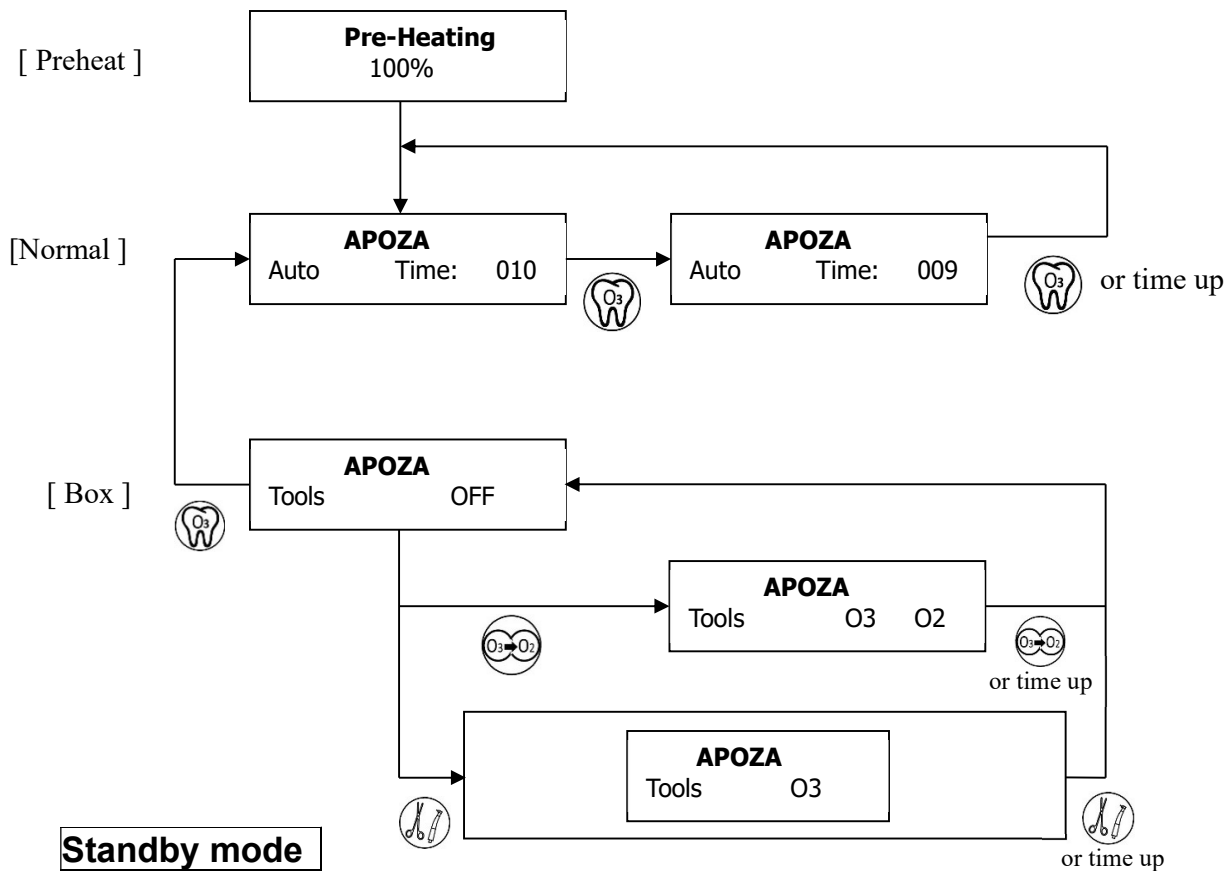 [ Preheat ]
Pre-Heating
100%
[Normal ]
APOZA
Auto Time: 010
O3
APOZA
Auto Time: 009
O3 or time up
[ Box ]
APOZA
Tools OFF
O3
O3 O2
APOZA
Tools O3 O2
O3 O2
or time up
APOZA
Tools O3
or time up
Standby mode